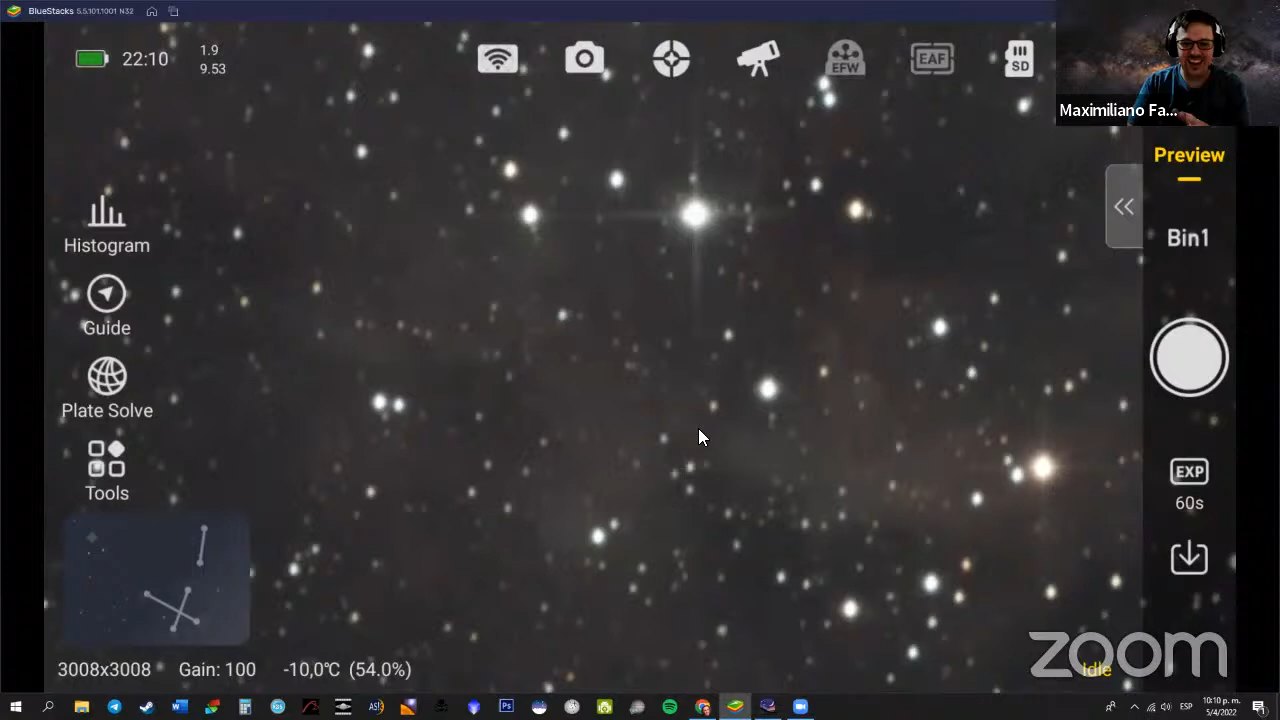 BlueStacks 5.5.101.1001 N32
22:10
1.9
9.53
EFW
EAF
SD
Maximiliano Fa...
Preview
Histogram
Bin1
Guide
Plate Solve
Tools
EXP
60s
3008x3008 Gain: 100 -10,0℃ (54.0%)
Idle
zoom
ESP
10:10 p. m.
5/4/2022